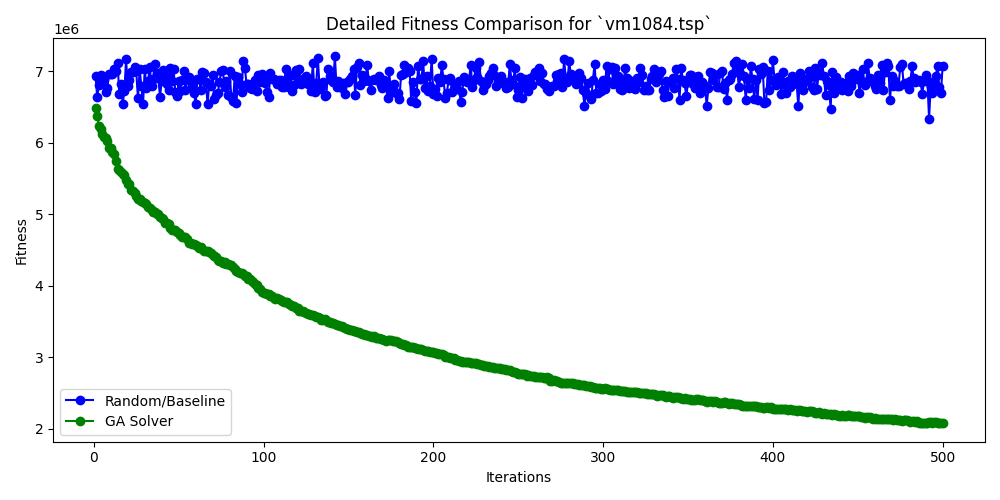 Detailed Fitness Comparison for `vm1084.tsp`
1e6
7
6
5
4
3
2
Fitness
Random/Baseline
GA Solver
0 100 200 300 400 500
Iterations